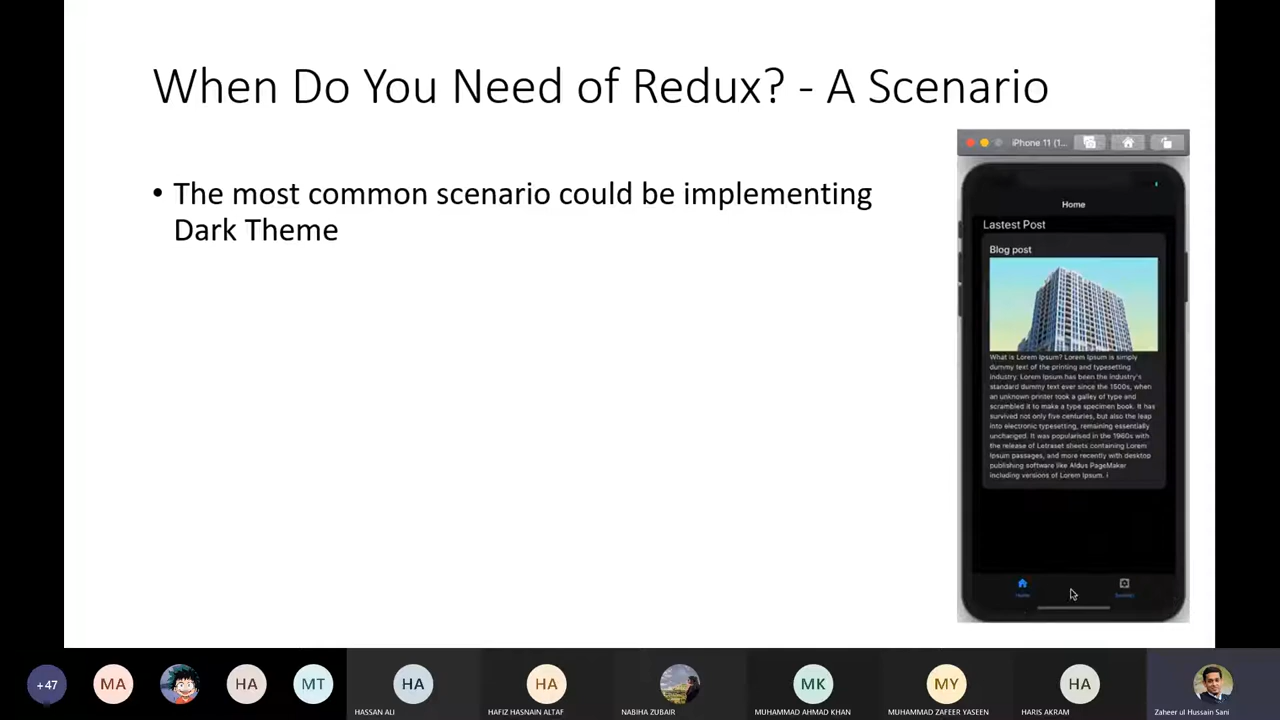 When Do You Need of Redux? - A Scenario
• The most common scenario could be implementing
Dark Theme
iPhone 11 (1...
Home
Lastest Post
Blog post
What is Lorem Ipsum? Lorem Ipsum is simply
dummy text of the printing and typesetting
industry. Lorem Ipsum has been the industry's
standard dummy text ever since the 1500s, when
an unknown printer took a galley of type and
scrambled it to make a type specimen book. It has
survived not only five centuries, but also the leap
into electronic typesetting, remaining essentially
unchanged. It was popularised in the 1960s with
the release of Letraset sheets containing Lorem
Ipsum passages, and more recently with desktop
publishing software like Aldus PageMaker
including versions of Lorem Ipsum. i
Home
+47
MA
HA
MT
HA
HA
MK
MY
HA
HASSAN ALI
HAFIZ HASNAIN ALTAF
NABIHA ZUBAIR
MUHAMMAD AHMAD KHAN
MUHAMMAD ZAFEER YASEEN
HARIS AKRAM
Zaheer ul Hussain Sani